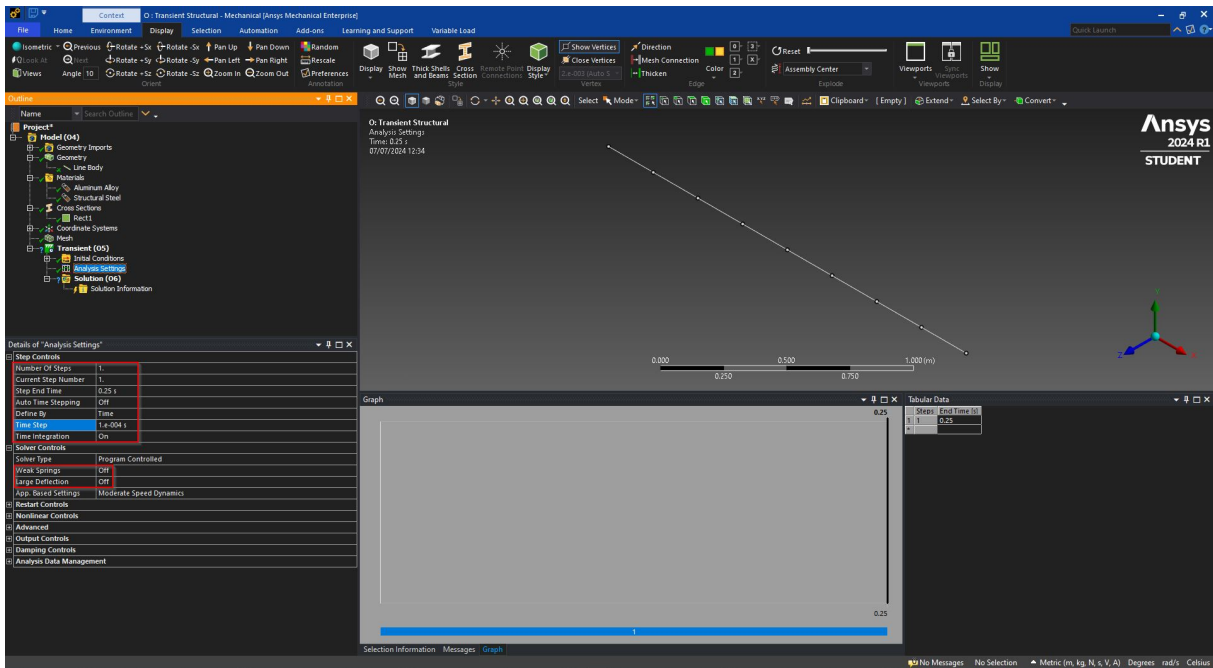 Context O : Transient Structural - Mechanical [Ansys Mechanical Enterprise]
File Home Environment Display Selection Automation Add-ons Learning and Support Variable Load Quick Launch
Isometric Previous Rotate +Sx Rotate -Sx Pan Up Pan Down Random Show Vertices Direction 0 3 Reset
Look At Next Rotate +Sy Rotate -Sy Pan Left Pan Right Rescale Close Vertices Mesh Connection 1 X
Views Angle 10 Rotate +Sz Rotate -Sz Zoom In Zoom Out Preferences Display Show Mesh Thick Shells and Beams Cross Section Remote Point Connections Display Style 2.e-003 (Auto S Thicken Color 2 Assembly Center Viewports Sync Viewports Show
Orient Annotation Style Vertex Edge Explode Viewports Display
Outline
Name Search Outline
Select Mode Clipboard [Empty] Extend Select By Convert
Project*
Model (O4)
Geometry Imports
Geometry
Line Body
Materials
Aluminum Alloy
Structural Steel
Cross Sections
Rect1
Coordinate Systems
Mesh
Transient (O5)
Initial Conditions
Analysis Settings
Solution (O6)
Solution Information
O: Transient Structural
Analysis Settings
Time: 0.25 s
07/07/2024 12:34
Ansys
2024 R1
STUDENT
Y
Z X
0.000 0.500 1.000 (m)
0.250 0.750
Details of "Analysis Settings"
Step Controls
Number Of Steps 1.
Current Step Number 1.
Step End Time 0.25 s
Auto Time Stepping Off
Define By Time
Time Step 1.e-004 s
Time Integration On
Solver Controls
Solver Type Program Controlled
Weak Springs Off
Large Deflection Off
App. Based Settings Moderate Speed Dynamics
Restart Controls
Nonlinear Controls
Advanced
Output Controls
Damping Controls
Analysis Data Management
Graph
0.25
0.25
1
Selection Information Messages Graph
Tabular Data
Steps End Time [s]
1 1 0.25
*
No Messages No Selection Metric (m, kg, N, s, V, A) Degrees rad/s Celsius